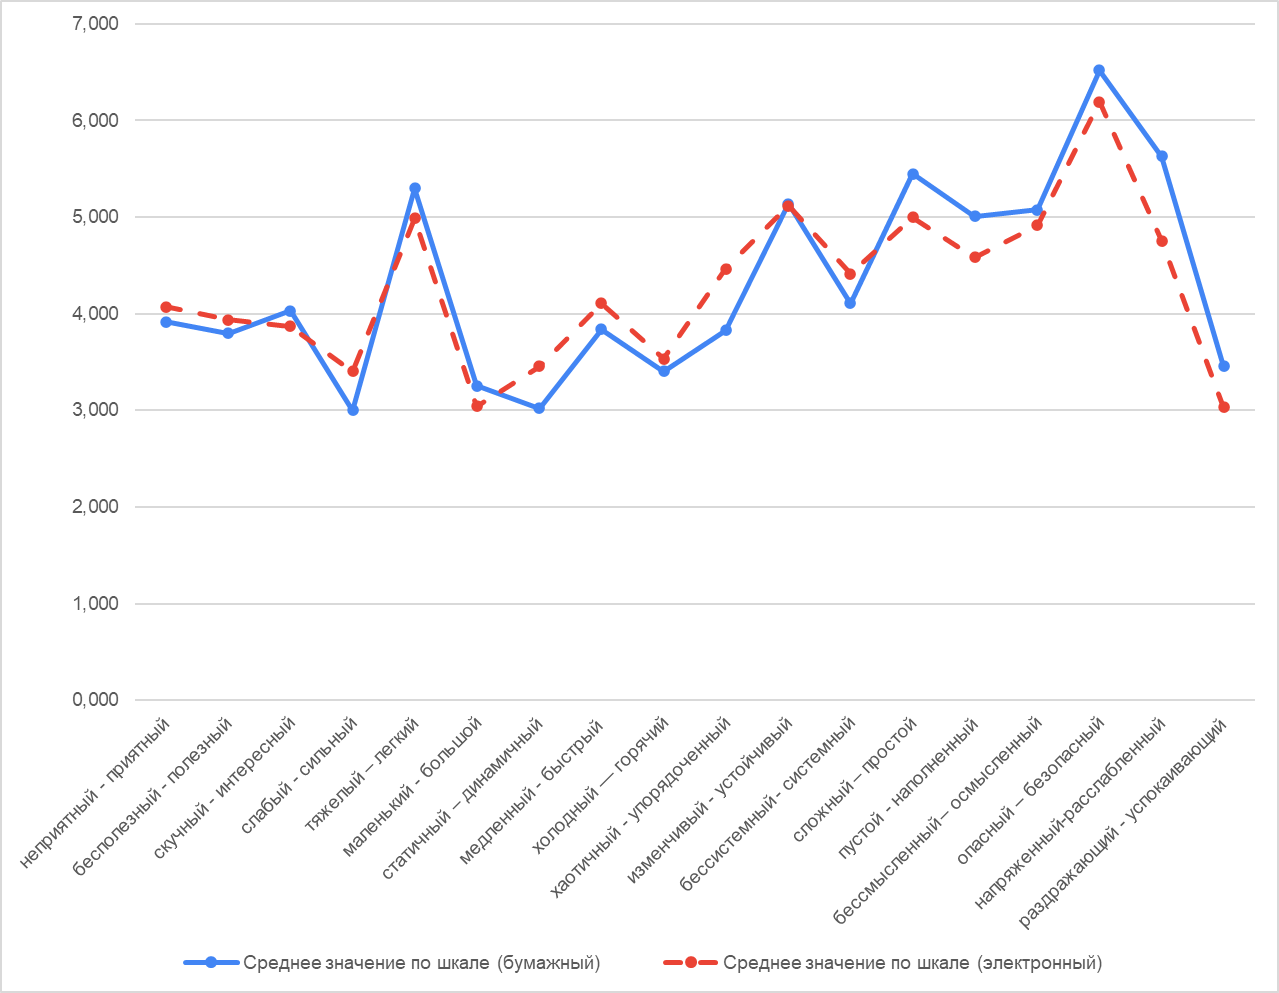 7,000
6,000
5,000
4,000
3,000
2,000
1,000
0,000
неприятный - приятный
бесполезный - полезный
скучный - интересный
слабый - сильный
тяжелый – легкий
маленький - большой
статичный – динамичный
медленный - быстрый
холодный — горячий
хаотичный - упорядоченный
изменчивый - устойчивый
бессистемный - системный
сложный – простой
пустой - наполненный
бессмысленный – осмысленный
опасный – безопасный
напряженный-расслабленный
раздражающий - успокаивающий
Среднее значение по шкале (бумажный)
Среднее значение по шкале (электронный)